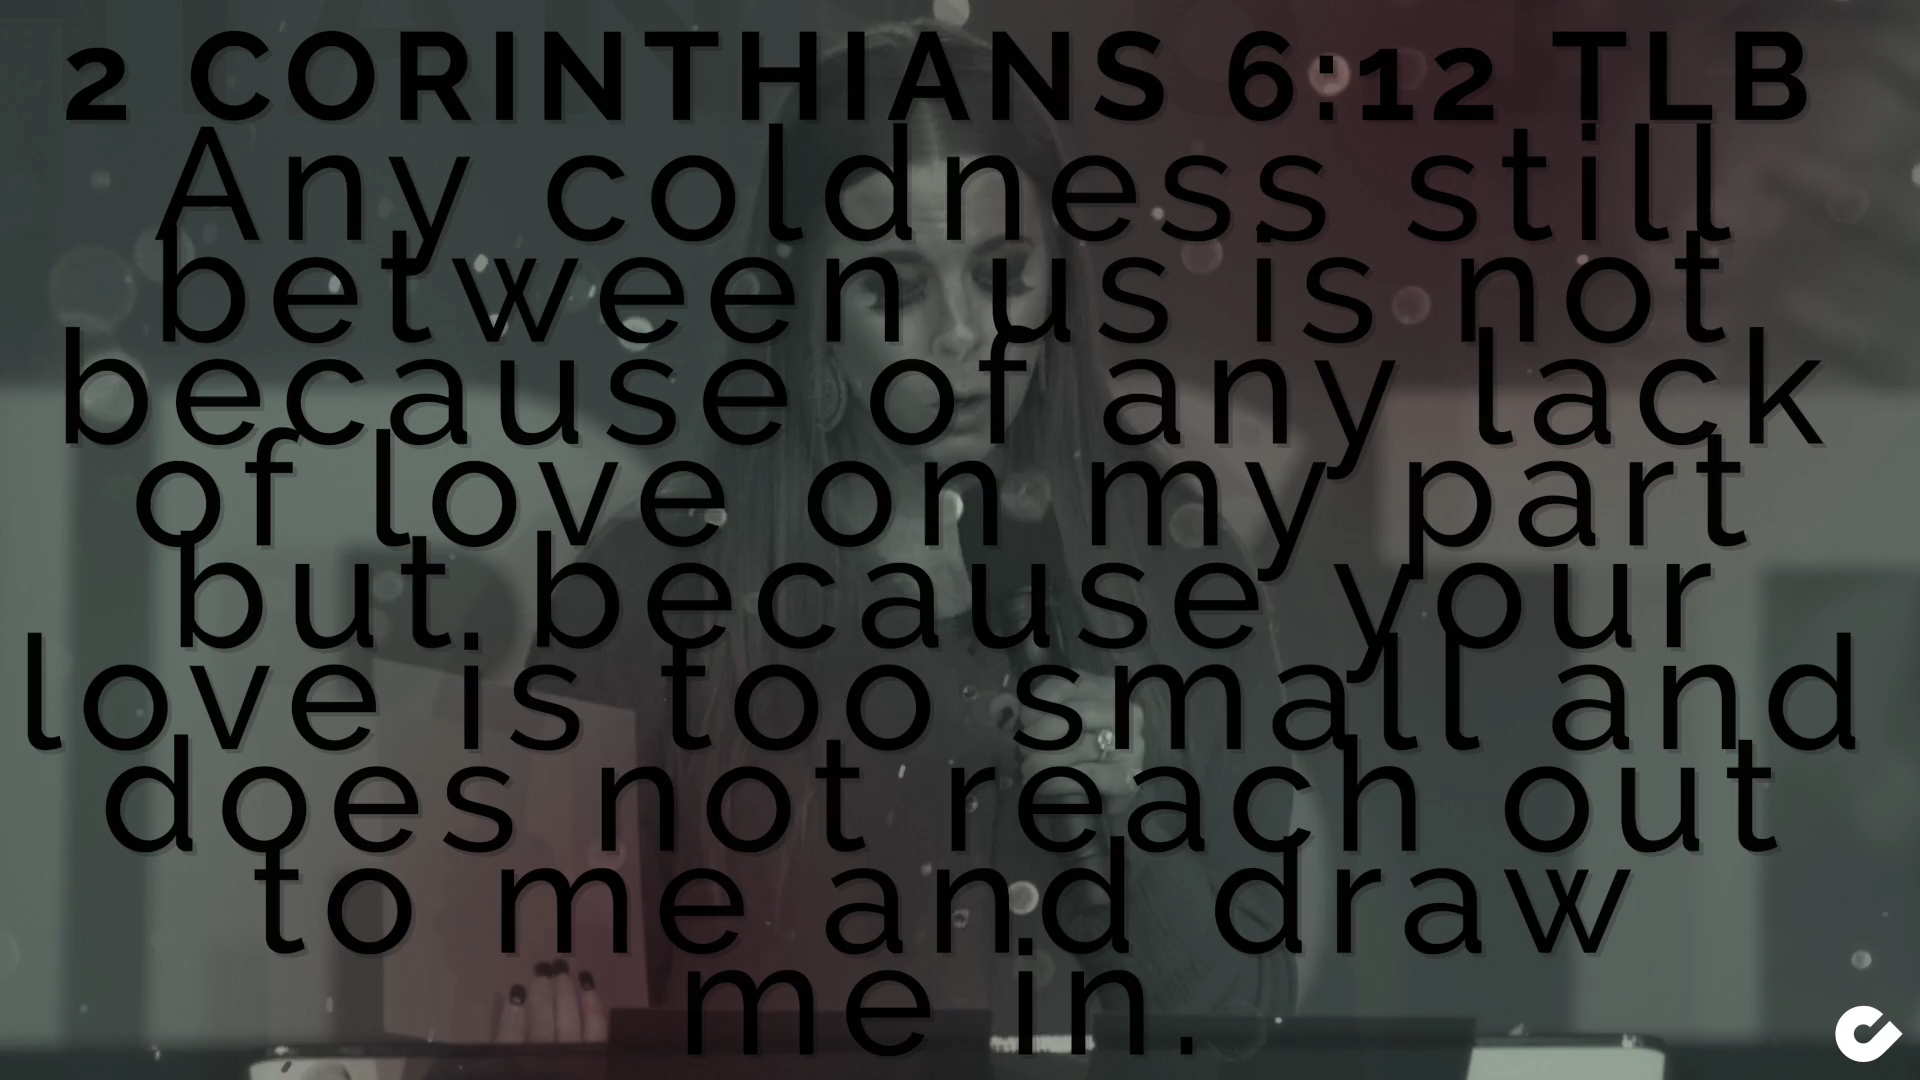 2 CORINTHIANS 6:12 TLB
Any coldness still
between us is not
because of any lack
of love on my part
but because your
love is too small and
does not reach out
to me and draw
me in.